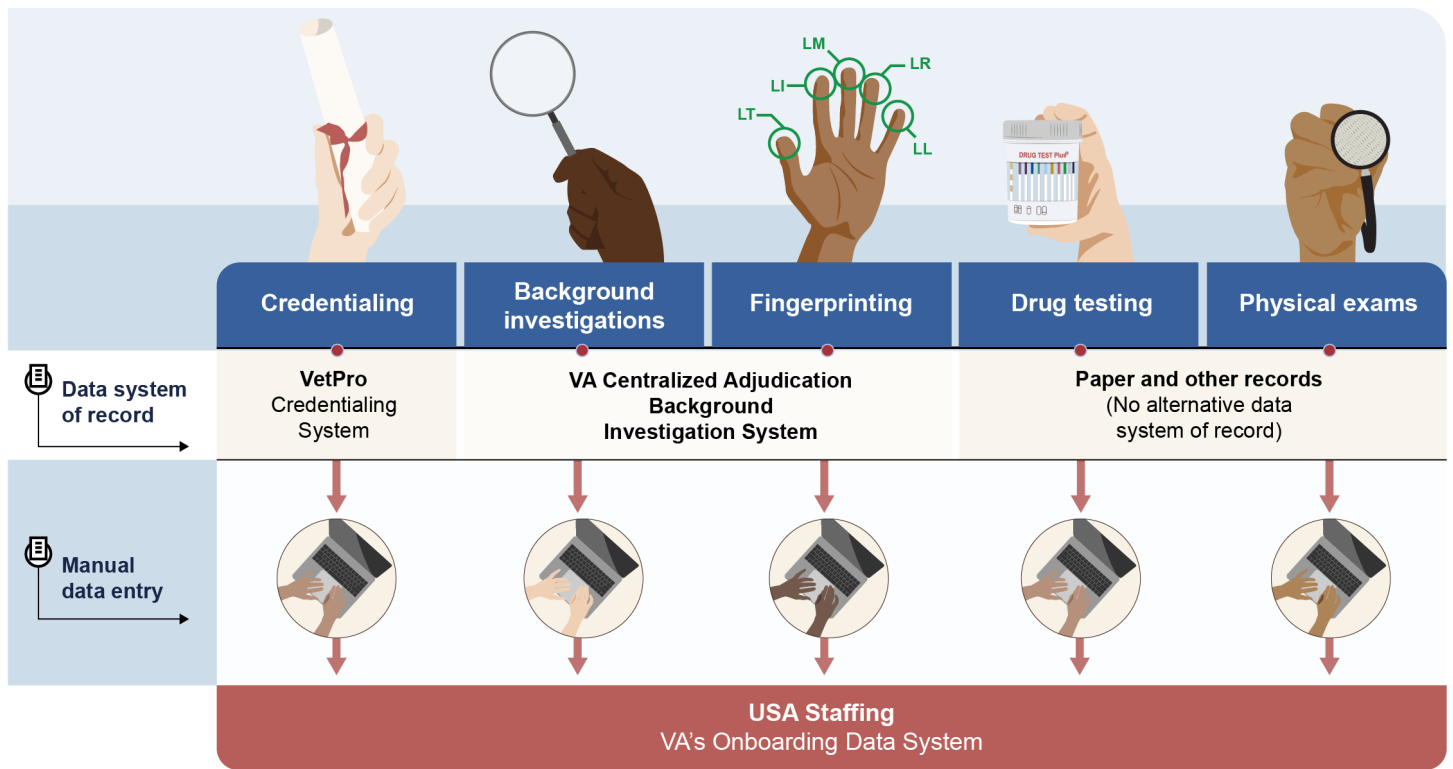 LM
LR
LI
LT
LL
DRUG TEST Plus®
Credentialing
Background
investigations
Fingerprinting
Drug testing
Physical exams
Data system
of record
VetPro
Credentialing
System
VA Centralized Adjudication
Background
Investigation System
Paper and other records
(No alternative data
system of record)
Manual
data entry
USA Staffing
VA’s Onboarding Data System